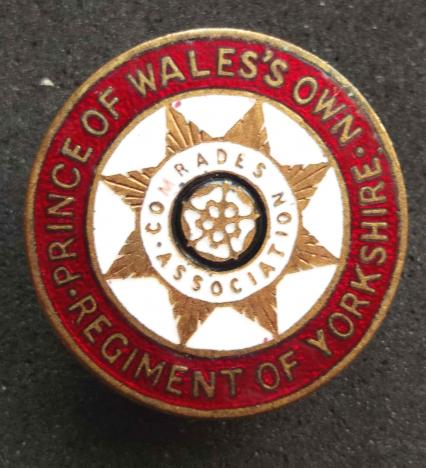 PRINCE OF WALES'S OWN
REGIMENT OF YORKSHIRE
COMRADES
ASSOCIATION